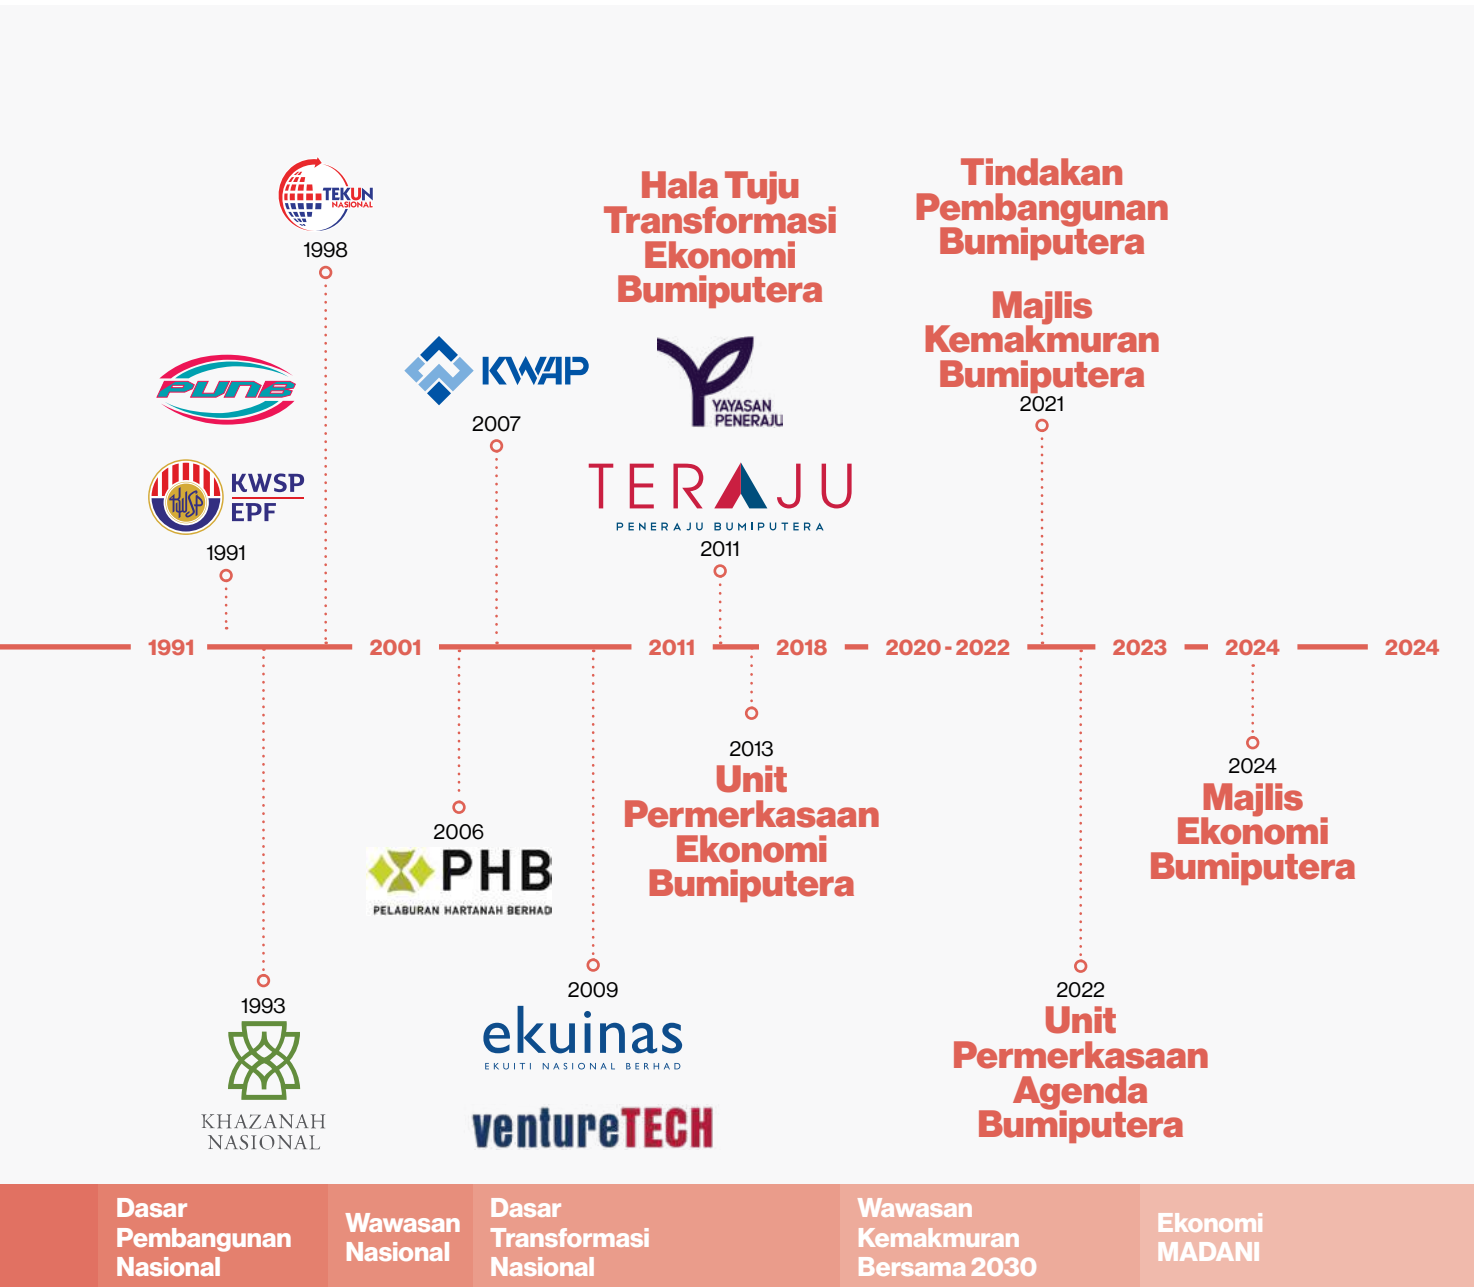 TEKUN
NASIONAL
1998
PUNB
KWSP
EPF
KWSP
1991
KWAP
2007
Hala Tuju
Transformasi
Ekonomi
Bumiputera
YAYASAN
PENERAJU
TERAJU
PENERAJU BUMIPUTERA
2011
Tindakan
Pembangunan
Bumiputera
Majlis
Kemakmuran
Bumiputera
2021
1991
2001
2011
2018
2020 - 2022
2023
2024
2024
1993
KHAZANAH
NASIONAL
2006
PHB
PELABURAN HARTANAH BERHAD
2009
ekuinas
EKUITI NASIONAL BERHAD
ventureTECH
2013
Unit
Permerkasaan
Ekonomi
Bumiputera
2022
Unit
Permerkasaan
Agenda
Bumiputera
2024
Majlis
Ekonomi
Bumiputera
Dasar
Pembangunan
Nasional
Wawasan
Nasional
Dasar
Transformasi
Nasional
Wawasan
Kemakmuran
Bersama 2030
Ekonomi
MADANI